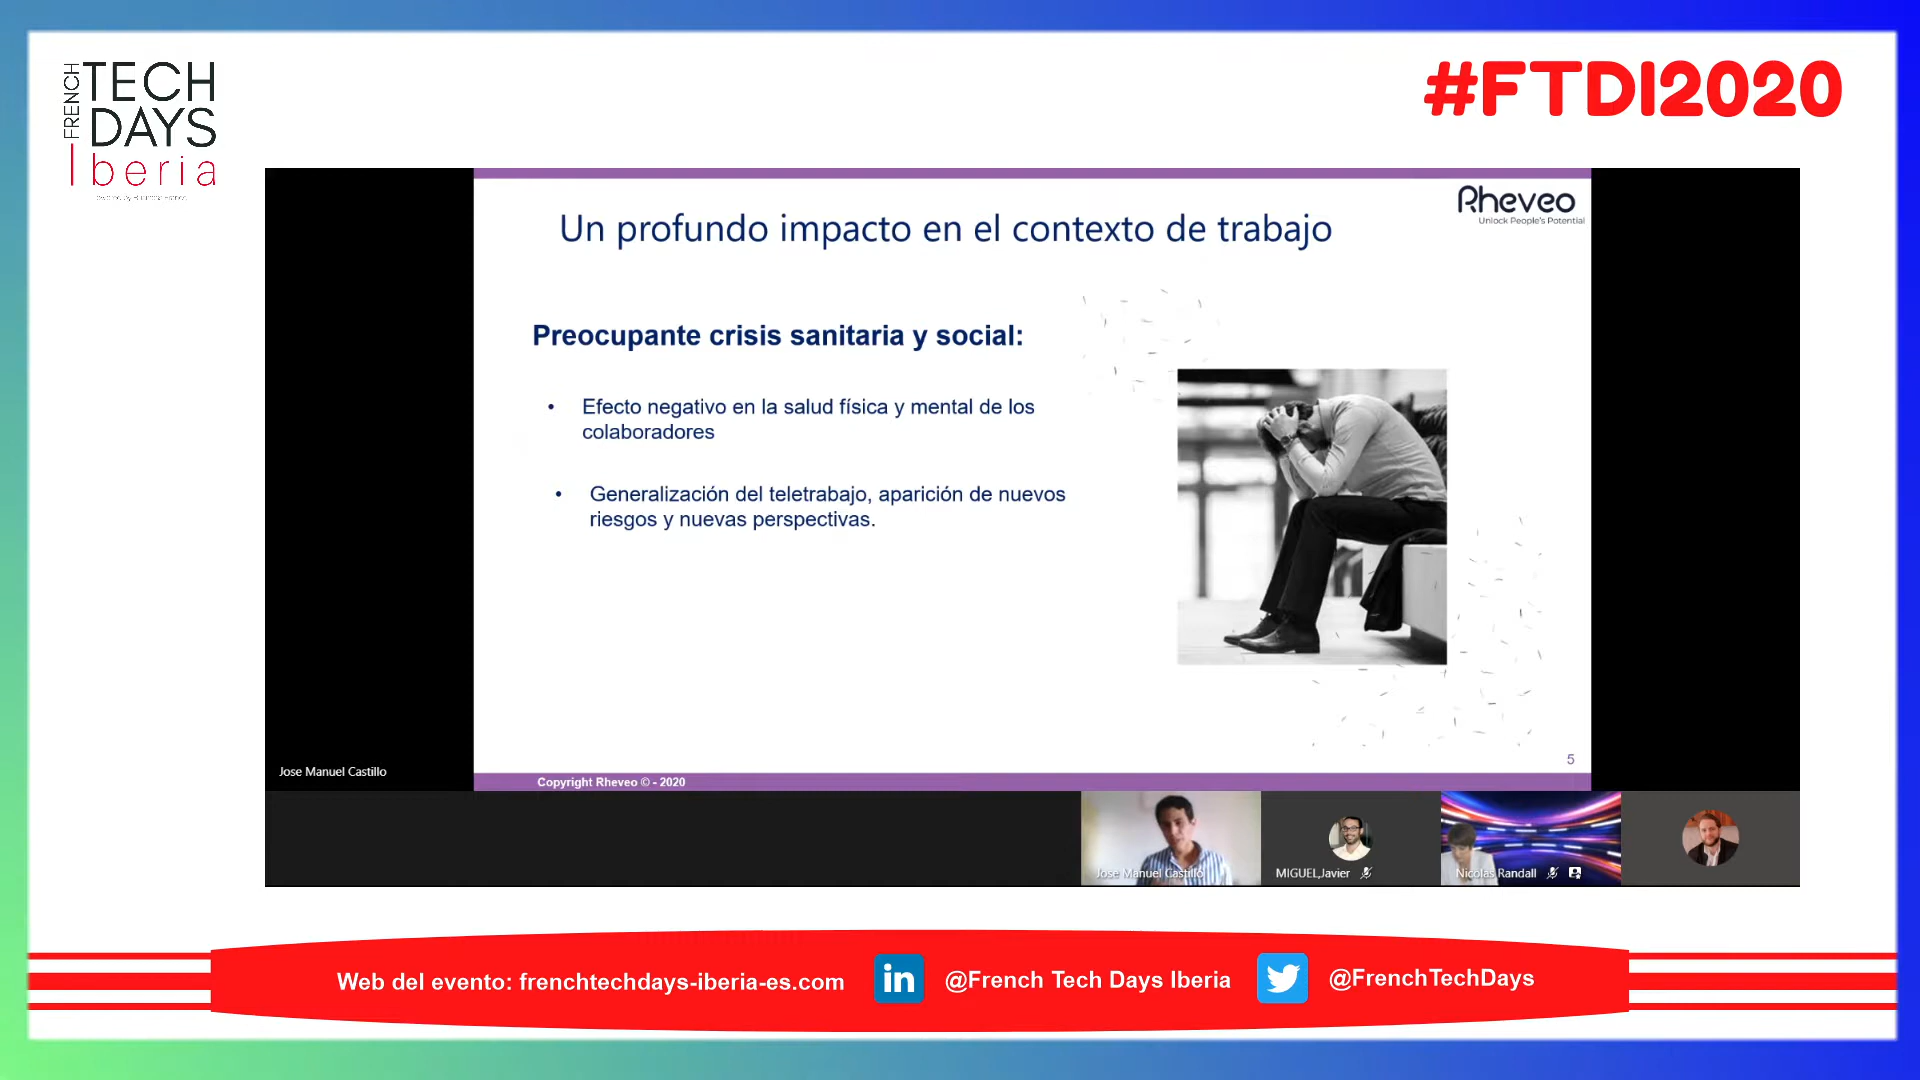 FRENCH
TECH
DAYS
Iberia
#FTDI2020
Rheveo
Unlock People's Potential
Un profundo impacto en el contexto de trabajo
Preocupante crisis sanitaria y social:
• Efecto negativo en la salud física y mental de los
colaboradores
• Generalización del teletrabajo, aparición de nuevos
riesgos y nuevas perspectivas.
5
Jose Manuel Castillo
Copyright Rheveo © - 2020
Jose Manuel Castillo
MIGUEL,Javier
Nicolas Randall
Web del evento: frenchtechdays-iberia-es.com
in
@French Tech Days Iberia
@FrenchTechDays